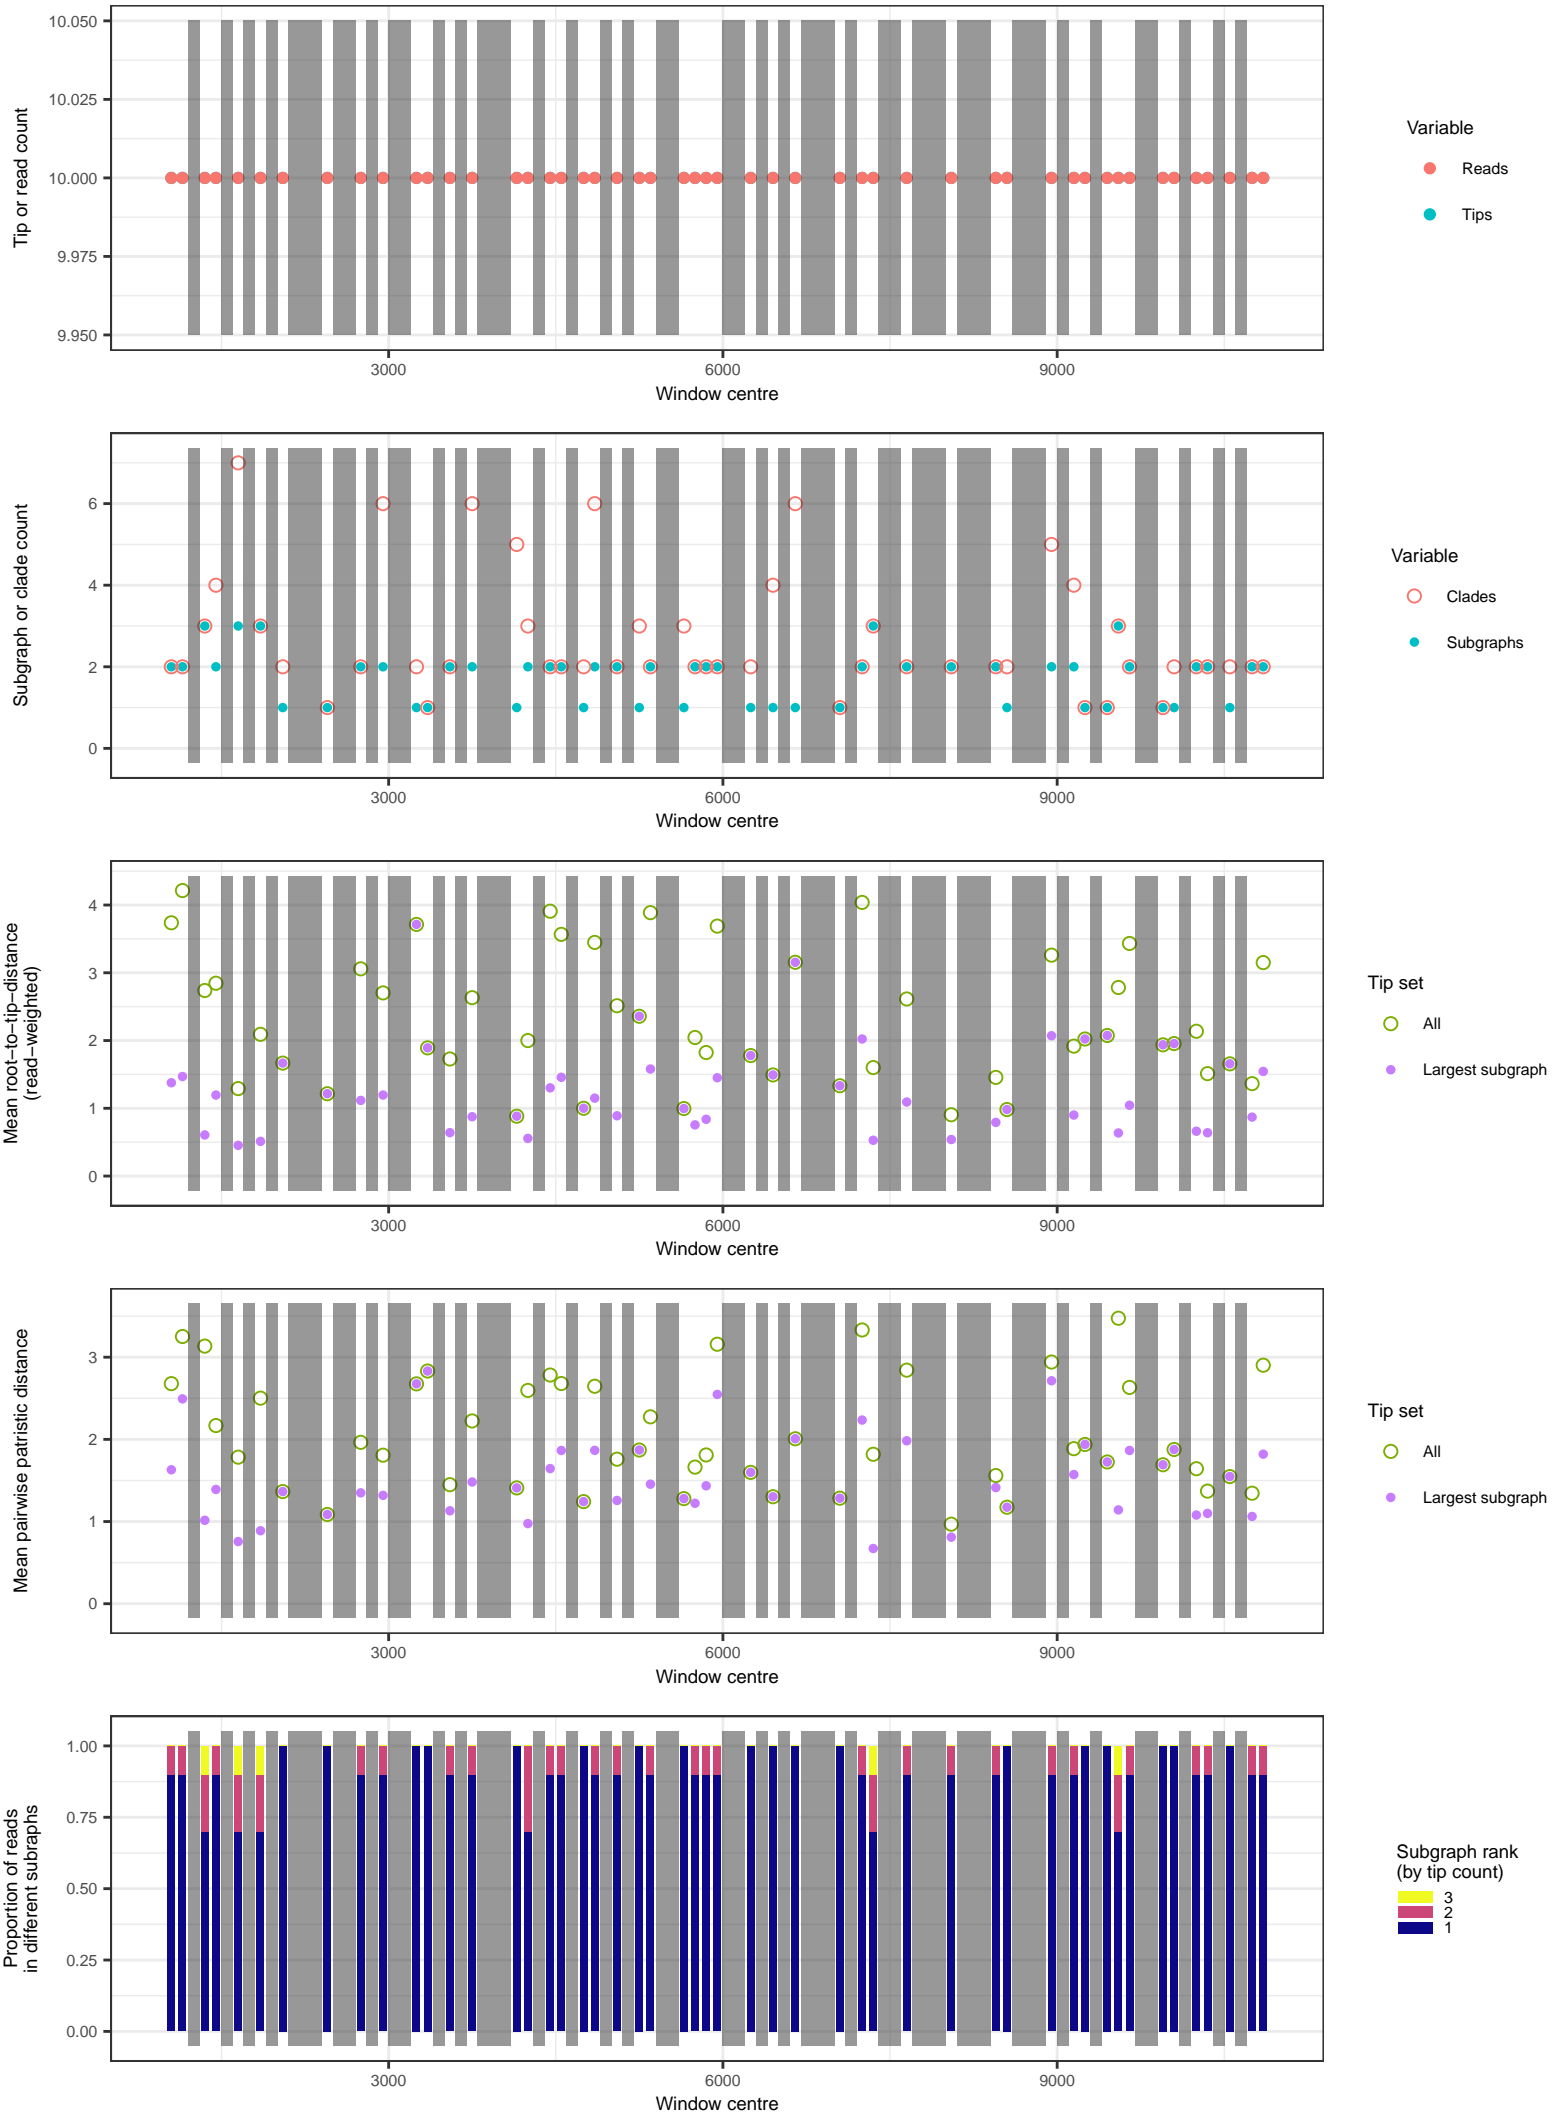 10.050
10.025
10.000
9.975
9.950
Tip or read count
3000
6000
9000
Window centre
Variable
Reads
Tips
6
4
2
0
Subgraph or clade count
3000
6000
9000
Window centre
Variable
Clades
Subgraphs
4
3
2
1
0
Mean root−to−tip−distance
(read−weighted)
3000
6000
9000
Window centre
Tip set
All
Largest subgraph
3
2
1
0
Mean pairwise patristic distance
3000
6000
9000
Window centre
Tip set
All
Largest subgraph
1.00
0.75
0.50
0.25
0.00
Proportion of reads
in different subraphs
3000
6000
9000
Window centre
Subgraph rank
(by tip count)
3
2
1